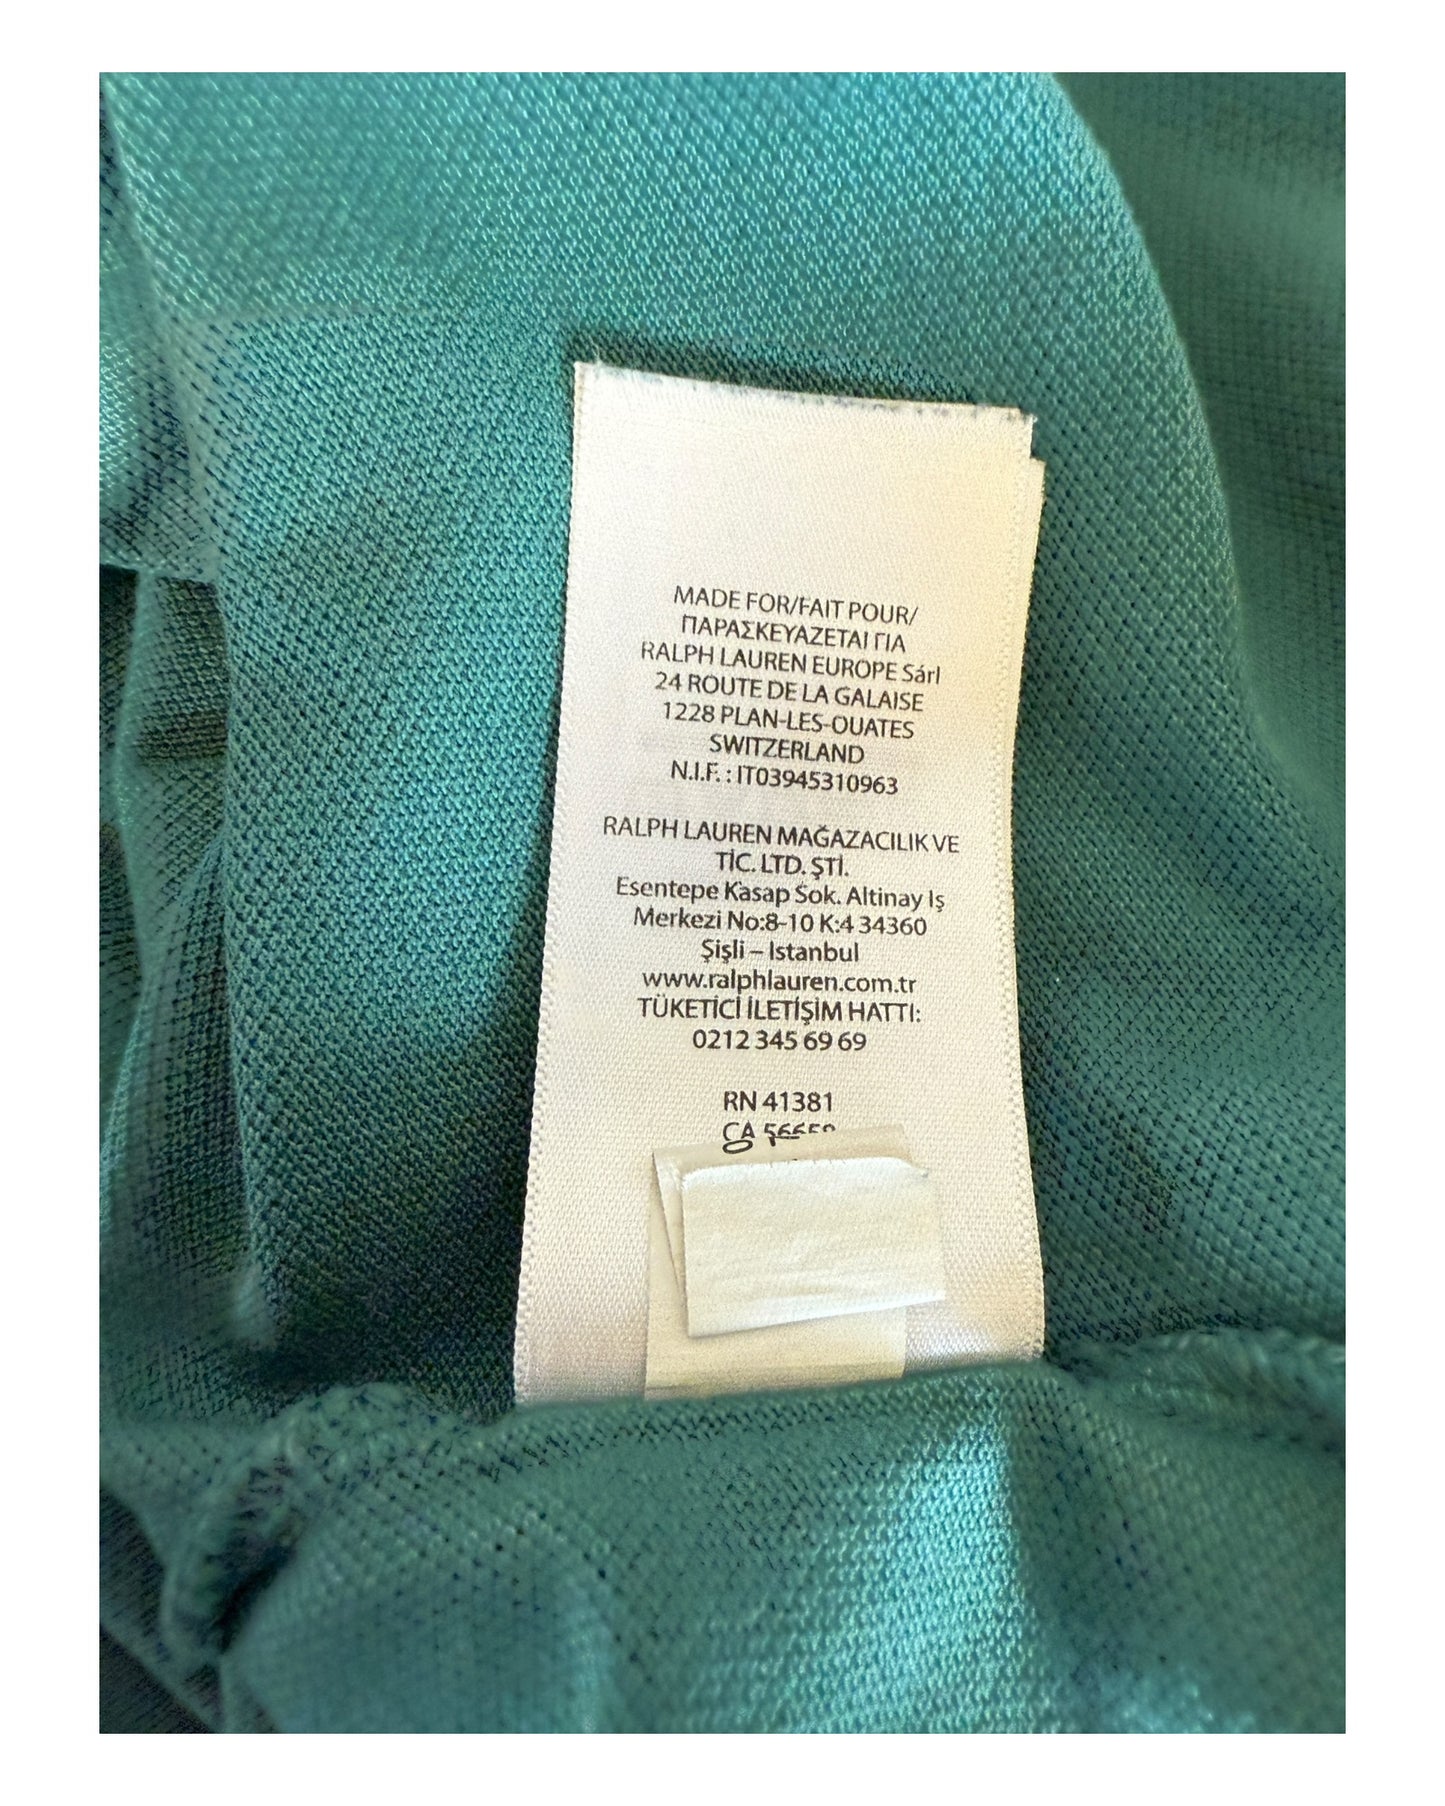 MADE FOR/FAIT POUR/
ΠΑΡΑΣΚΕΥΑΖΕΤΑΙ ΓΙΑ
RALPH LAUREN EUROPE Sárl
24 ROUTE DE LA GALAISE
1228 PLAN-LES-OUATES
SWITZERLAND
N.I.F. : IT03945310963
RALPH LAUREN MAĞAZACILIK VE
TİC. LTD. ŞTİ.
Esentepe Kasap Sok. Altinay Iş
Merkezi No:8-10 K:4 34360
Şişli – Istanbul
www.ralphlauren.com.tr
TÜKETİCİ İLETİŞİM HATTI:
0212 345 69 69
RN 41381
CA